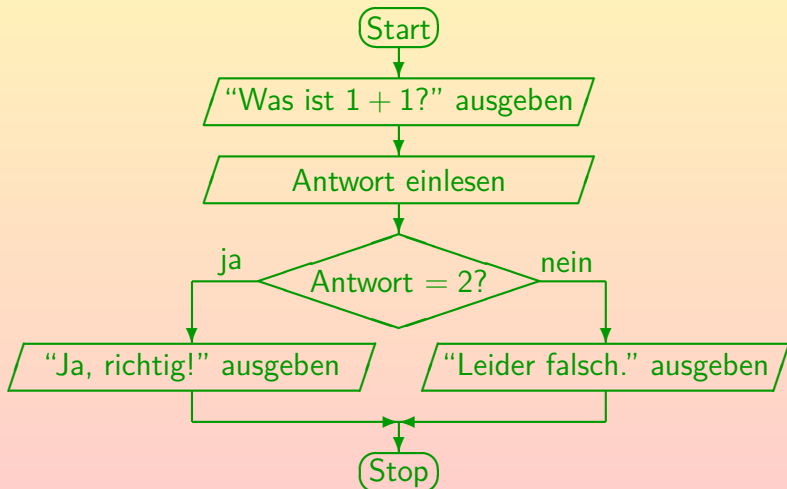 Start
“Was ist 1 + 1?” ausgeben
Antwort einlesen
ja
Antwort = 2?
nein
“Ja, richtig!” ausgeben
“Leider falsch.” ausgeben
Stop